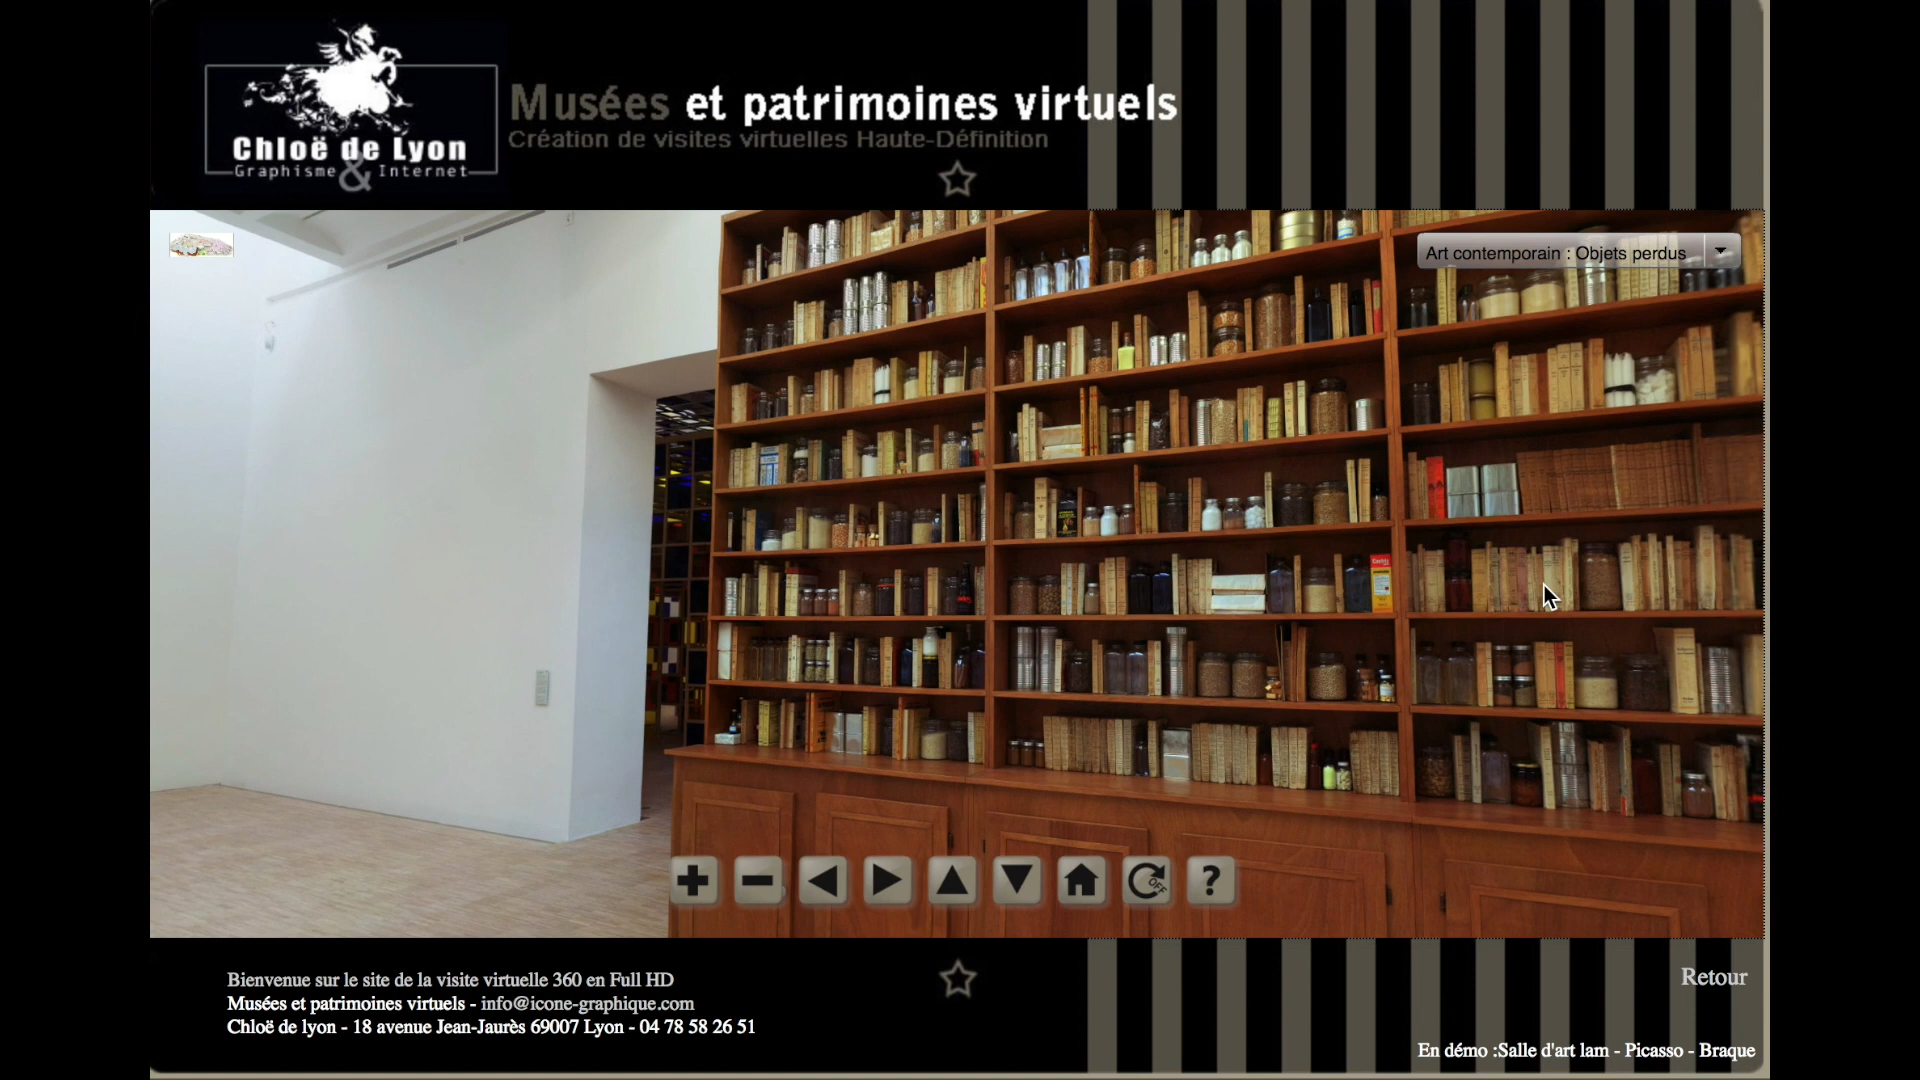 Chloë de Lyon
Graphisme & Internet
Musées et patrimoines virtuels
Création de visites virtuelles Haute-Définition
Art contemporain : Objets perdus
OFF
?
Bienvenue sur le site de la visite virtuelle 360 en Full HD
Musées et patrimoines virtuels - info@icone-graphique.com
Chloë de lyon - 18 avenue Jean-Jaurès 69007 Lyon - 04 78 58 26 51
Retour
En démo :Salle d'art lam - Picasso - Braque